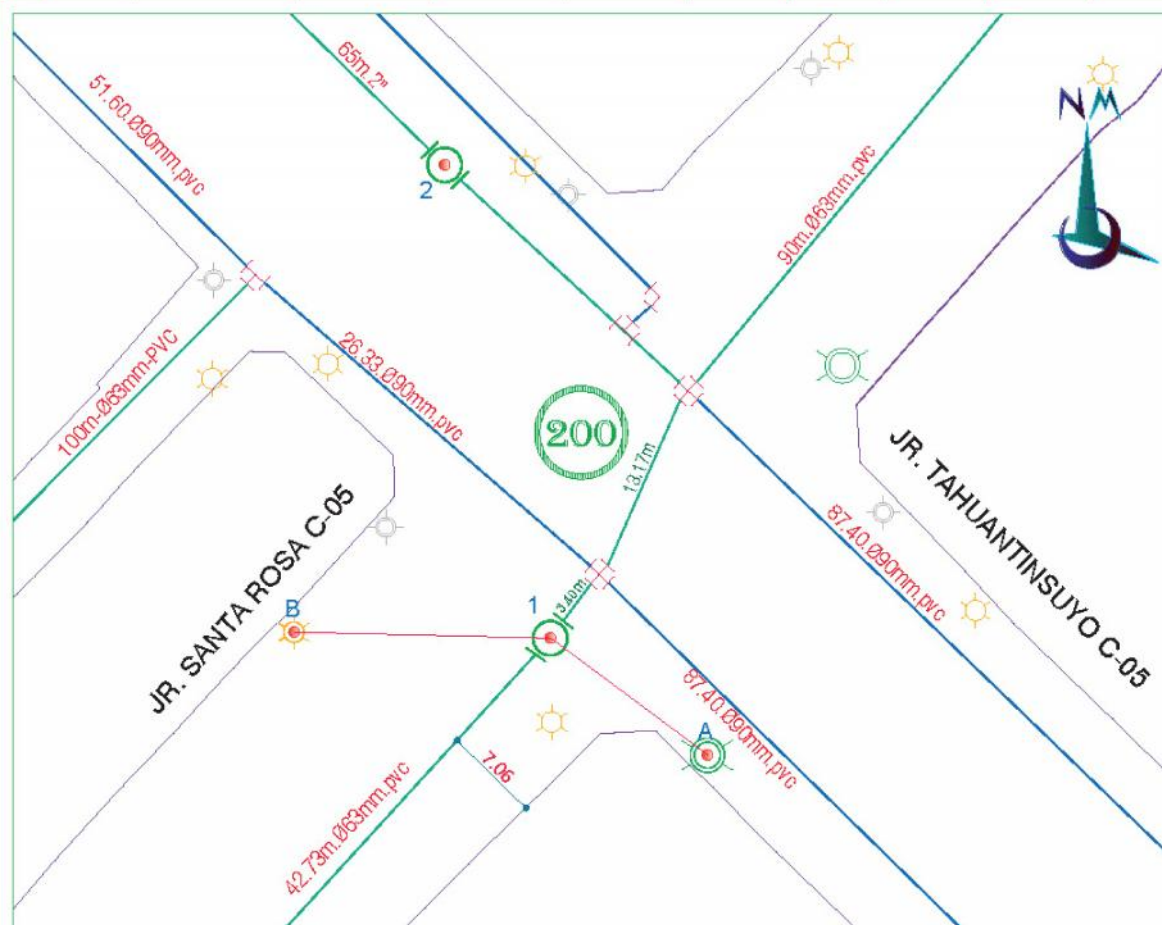 65m.2"
51.60.Ø90mm.pvc
NM
2
90m.Ø63mm.pvc
26.33.Ø90mm.pvc
100m-Ø63mm-PVC
200
13.17m
JR. TAHUANTINSUYO C-05
87.40.Ø90mm.pvc
JR. SANTA ROSA C-05
3.40m
1
B
87.40.Ø90mm.pvc
A
7.06
42.73m.Ø63mm.pvc